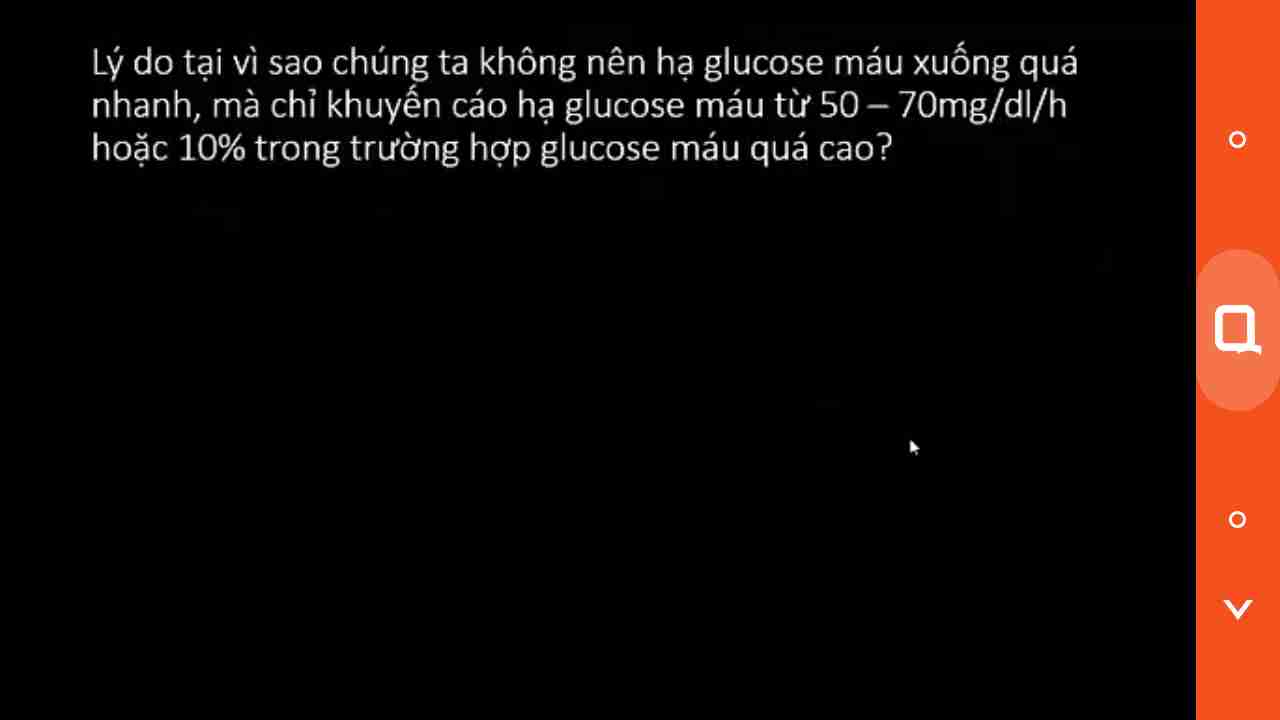 Lý do tại vì sao chúng ta không nên hạ glucose máu xuống quá
nhanh, mà chỉ khuyến cáo hạ glucose máu từ 50 – 70mg/dl/h
hoặc 10% trong trường hợp glucose máu quá cao?